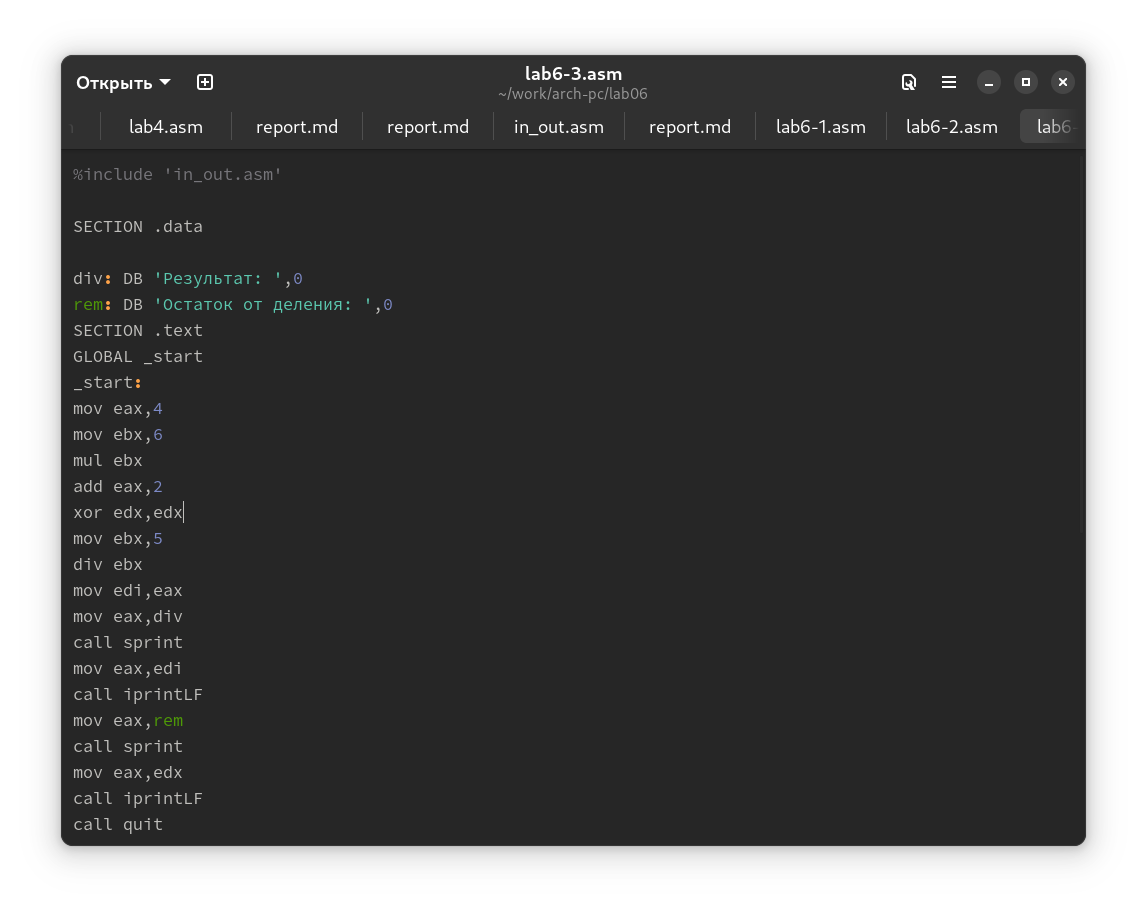 Открыть
lab6-3.asm
~/work/arch-pc/lab06
lab4.asm report.md report.md in_out.asm report.md lab6-1.asm lab6-2.asm lab6-
%include 'in_out.asm'
SECTION .data
div: DB 'Результат: ',0
rem: DB 'Остаток от деления: ',0
SECTION .text
GLOBAL _start
_start:
mov eax,4
mov ebx,6
mul ebx
add eax,2
xor edx,edx
mov ebx,5
div ebx
mov edi,eax
mov eax,div
call sprint
mov eax,edi
call iprintLF
mov eax,rem
call sprint
mov eax,edx
call iprintLF
call quit